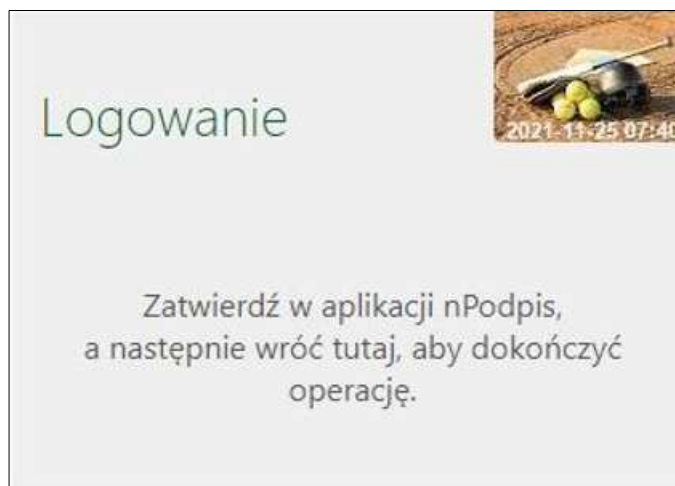 Logowanie
2021-11-25 07:40
Zatwierdź w aplikacji nPodpis,
a następnie wróć tutaj, aby dokończyć
operację.